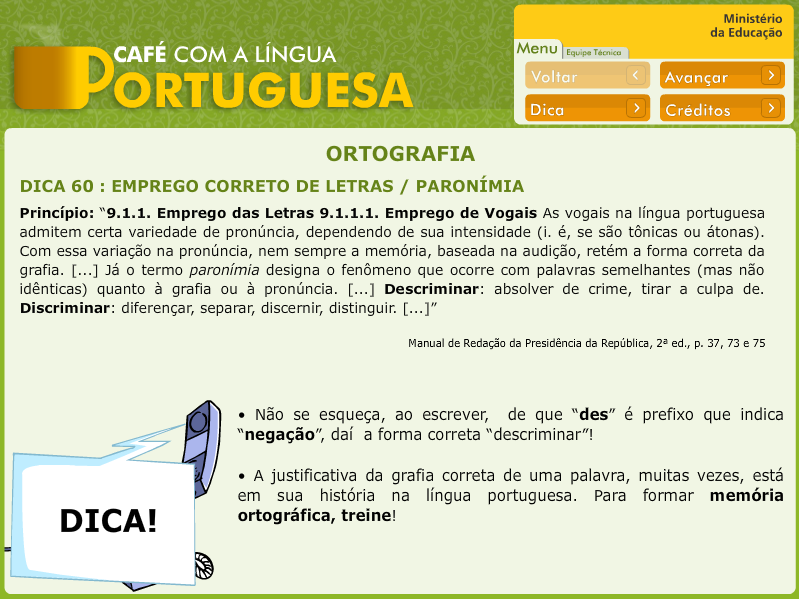 Ministério
da Educação
CAFÉ COM A LÍNGUA
PORTUGUESA
Menu
Equipe Técnica
Voltar
Avançar
Dica
Créditos
ORTOGRAFIA
DICA 60 : EMPREGO CORRETO DE LETRAS / PARONÍMIA
Princípio: “9.1.1. Emprego das Letras 9.1.1.1. Emprego de Vogais As vogais na língua portuguesa
admitem certa variedade de pronúncia, dependendo de sua intensidade (i. é, se são tônicas ou átonas).
Com essa variação na pronúncia, nem sempre a memória, baseada na audição, retém a forma correta da
grafia. [...] Já o termo paronímia designa o fenômeno que ocorre com palavras semelhantes (mas não
idênticas) quanto à grafia ou à pronúncia. [...] Descriminar: absolver de crime, tirar a culpa de.
Discriminar: diferençar, separar, discernir, distinguir. [...]”
Manual de Redação da Presidência da República, 2ª ed., p. 37, 73 e 75
• Não se esqueça, ao escrever, de que “des” é prefixo que indica
“negação”, daí a forma correta “descriminar”!
• A justificativa da grafia correta de uma palavra, muitas vezes, está
em sua história na língua portuguesa. Para formar memória
ortográfica, treine!
DICA!